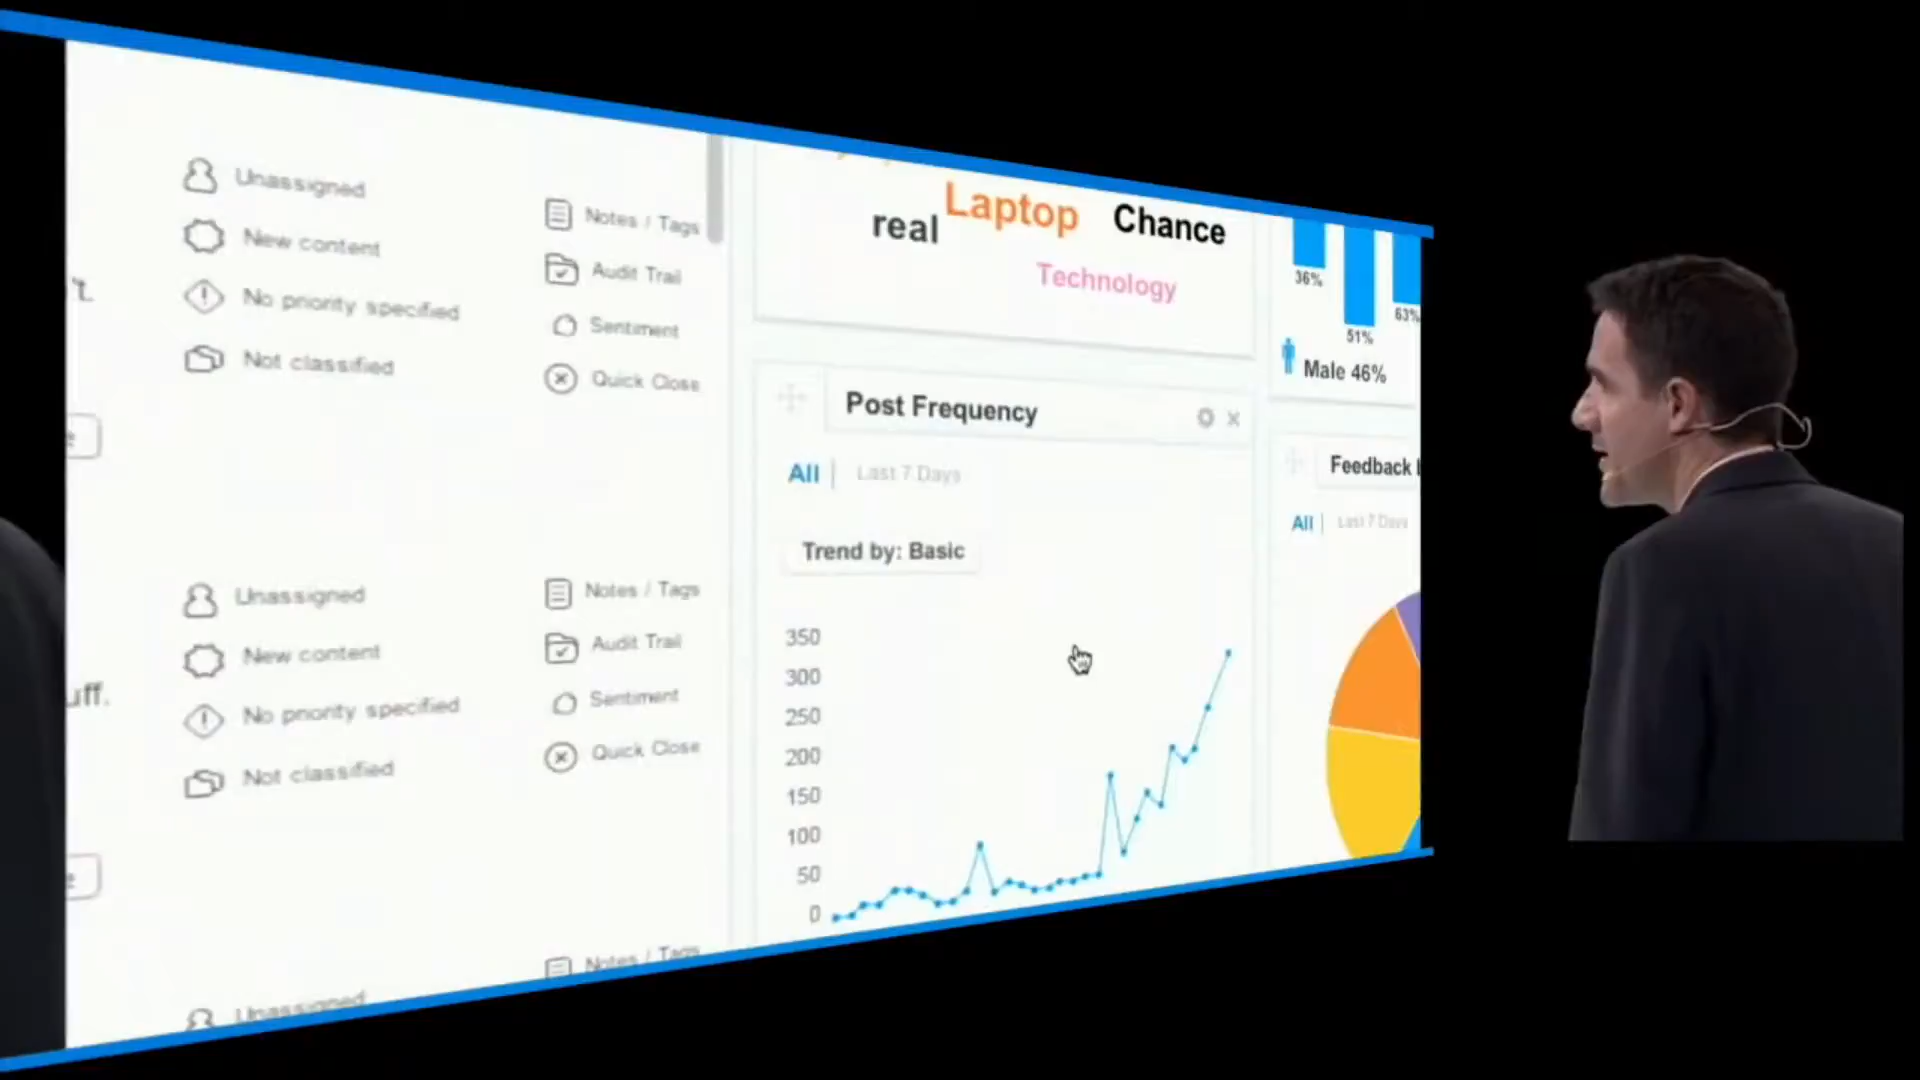 't.
Unassigned
New content
No priority specified
Not classified
Notes / Tags
Audit Trail
Sentiment
Quick Close
e
uff.
Unassigned
New content
No priority specified
Not classified
Notes / Tags
Audit Trail
Sentiment
Quick Close
e
Notes / Tags
Unassigned
real
Laptop
Chance
Technology
36%
51%
63%
Male 46%
Post Frequency
All | Last 7 Days
Trend by: Basic
350
300
250
200
150
100
50
0
Feedback
All | Last 7 Days